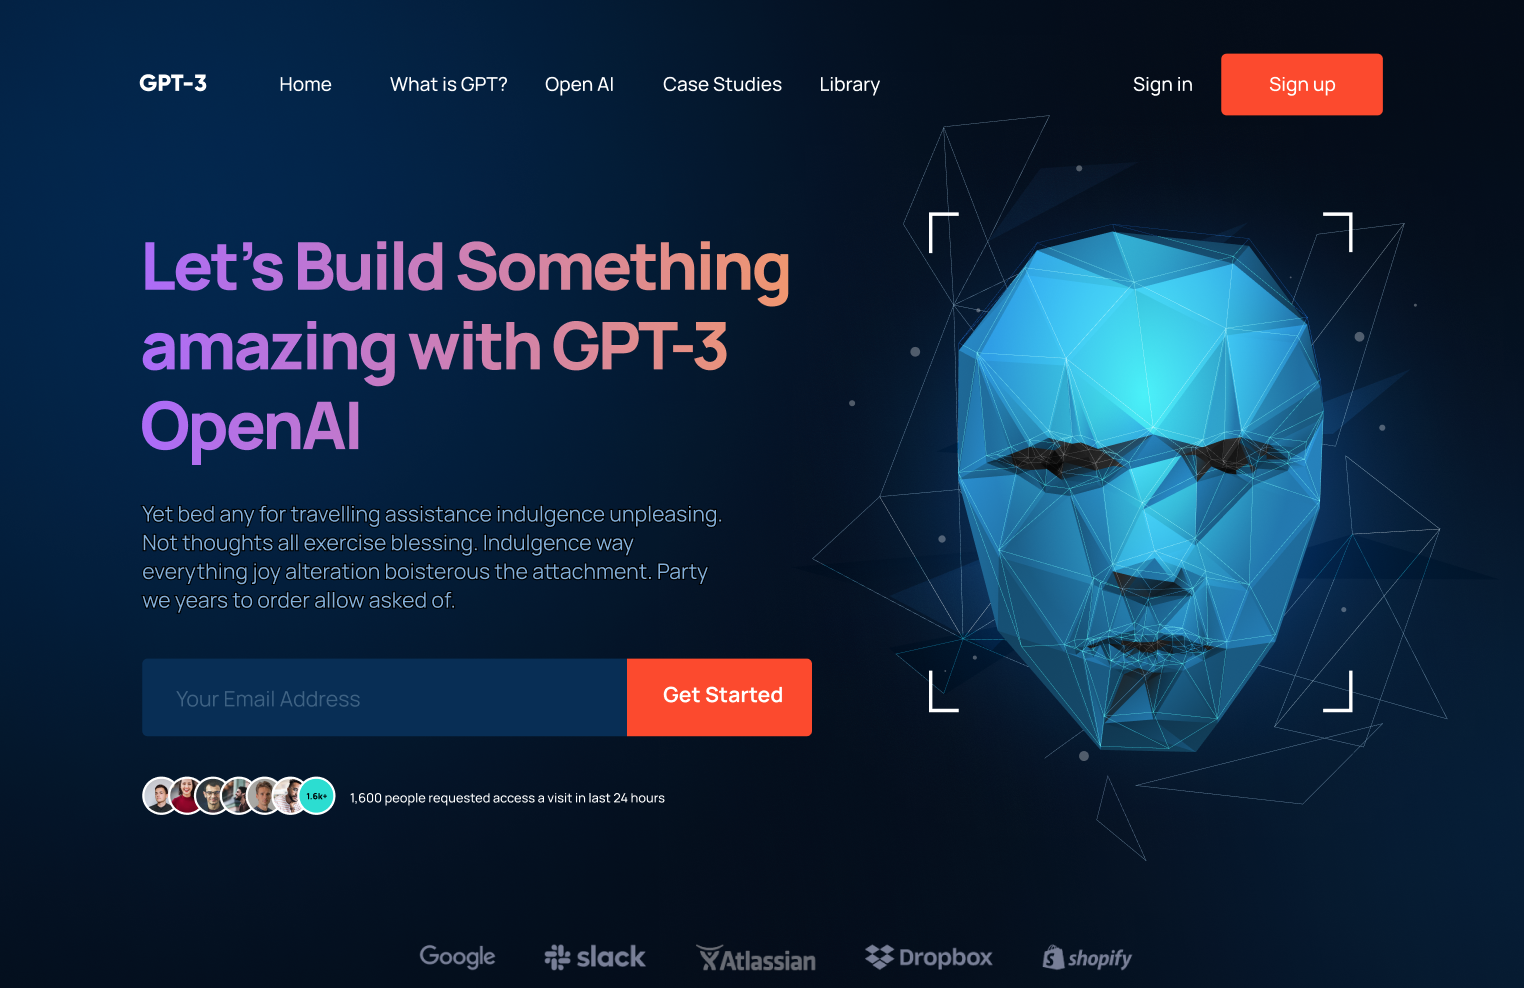 GPT-3 Home What is GPT? Open AI Case Studies Library Sign in Sign up
Let’s Build Something
amazing with GPT-3
OpenAI
Yet bed any for travelling assistance indulgence unpleasing.
Not thoughts all exercise blessing. Indulgence way
everything joy alteration boisterous the attachment. Party
we years to order allow asked of.
Your Email Address Get Started
1.6k+ 1,600 people requested access a visit in last 24 hours
Google slack Atlassian Dropbox shopify